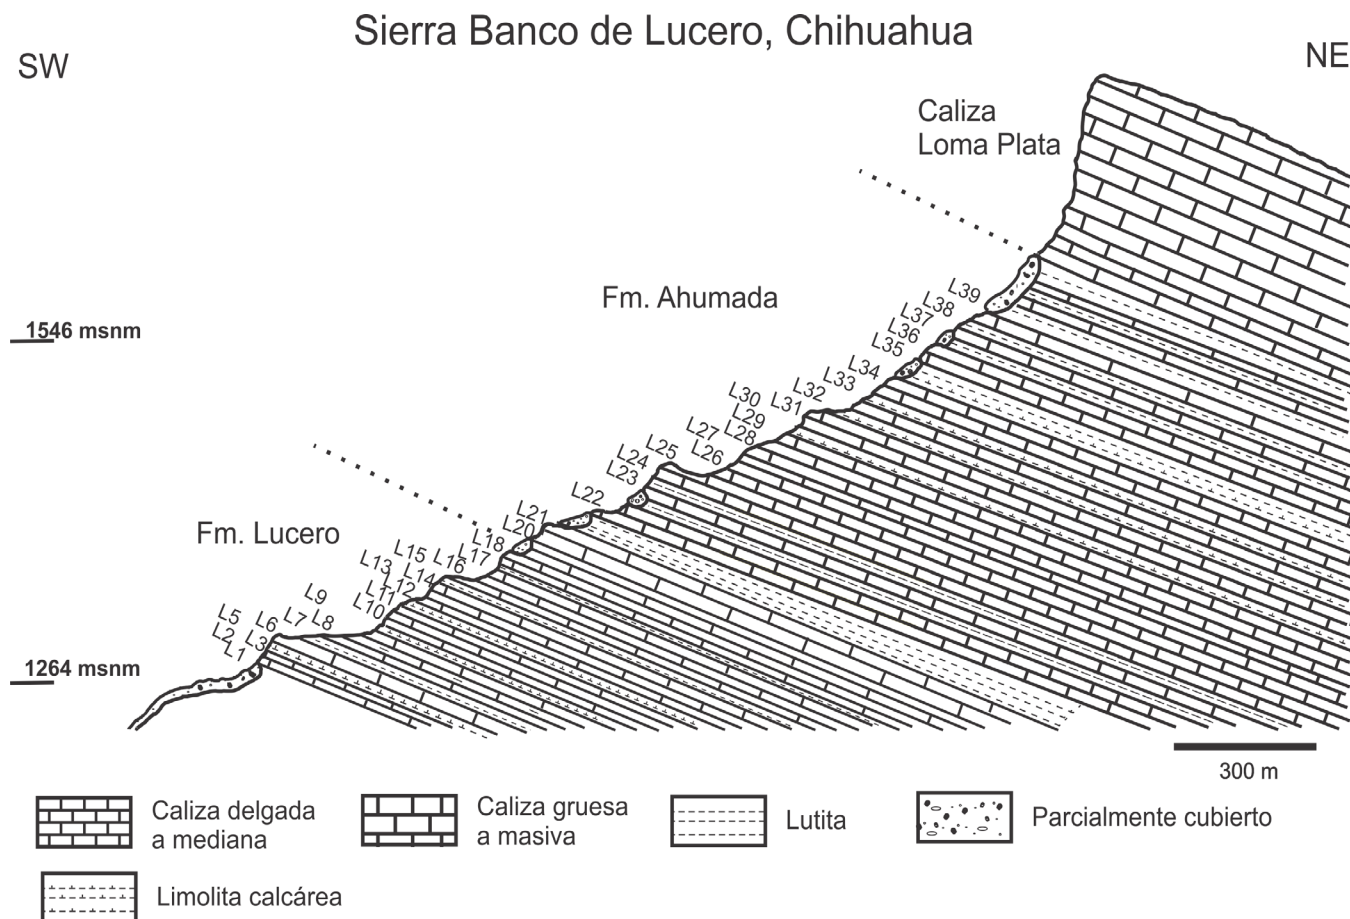 Sierra Banco de Lucero, Chihuahua
SW
NE
Caliza
Loma Plata
Fm. Ahumada
1546 msnm
L39
L38
L37
L36
L35
L34
L33
L32
L31
L30
L29
L28
L27
L26
L25
L24
L23
L22
L21
L20
Fm. Lucero
L18
L17
L16
L15
L14
L13
L12
L11
L10
L9
L8
L7
L6
L5
L3
L2
L1
1264 msnm
300 m
Caliza delgada
a mediana
Caliza gruesa
a masiva
Lutita
Parcialmente cubierto
Limolita calcárea